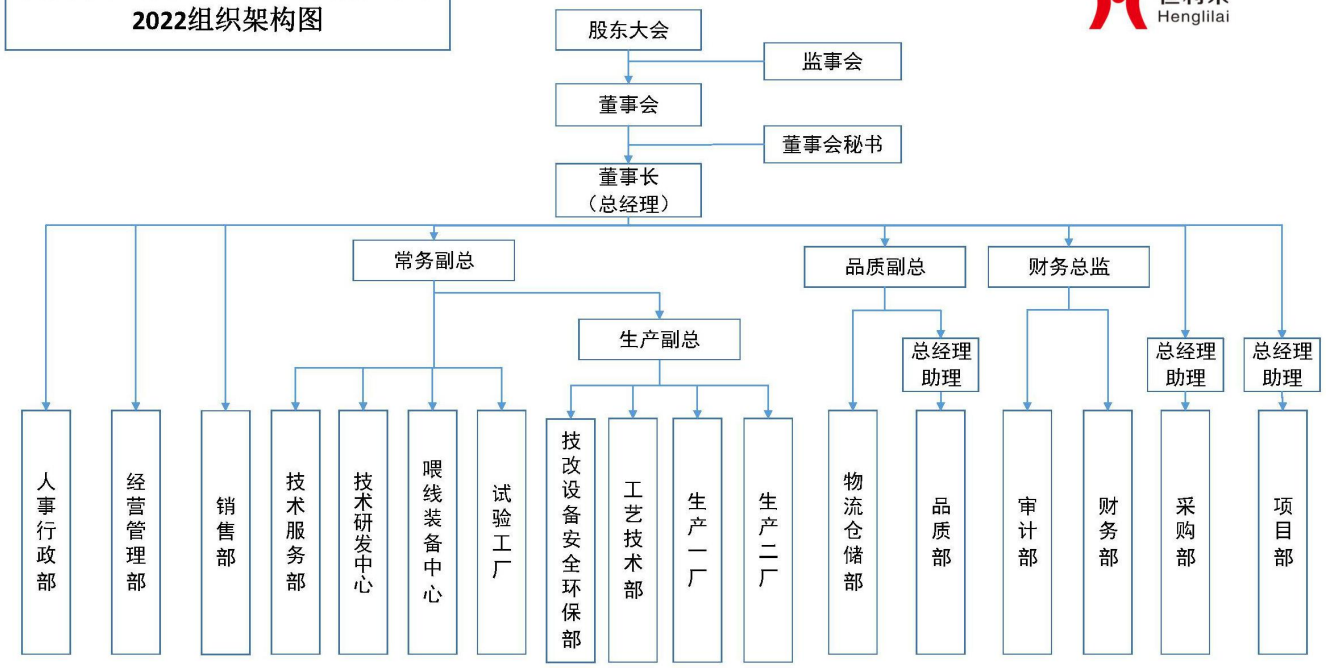 2022组织架构图
Henglilai
股东大会
监事会
董事会
董事会秘书
董事长
（总经理）
常务副总
品质副总
财务总监
生产副总
总经理
助理
总经理
助理
总经理
助理
人事行政部
经营管理部
销售部
技术服务部
技术研发中心
喂线装备中心
试验工厂
技改设备安全环保部
工艺技术部
生产一厂
生产二厂
物流仓储部
品质部
审计部
财务部
采购部
项目部